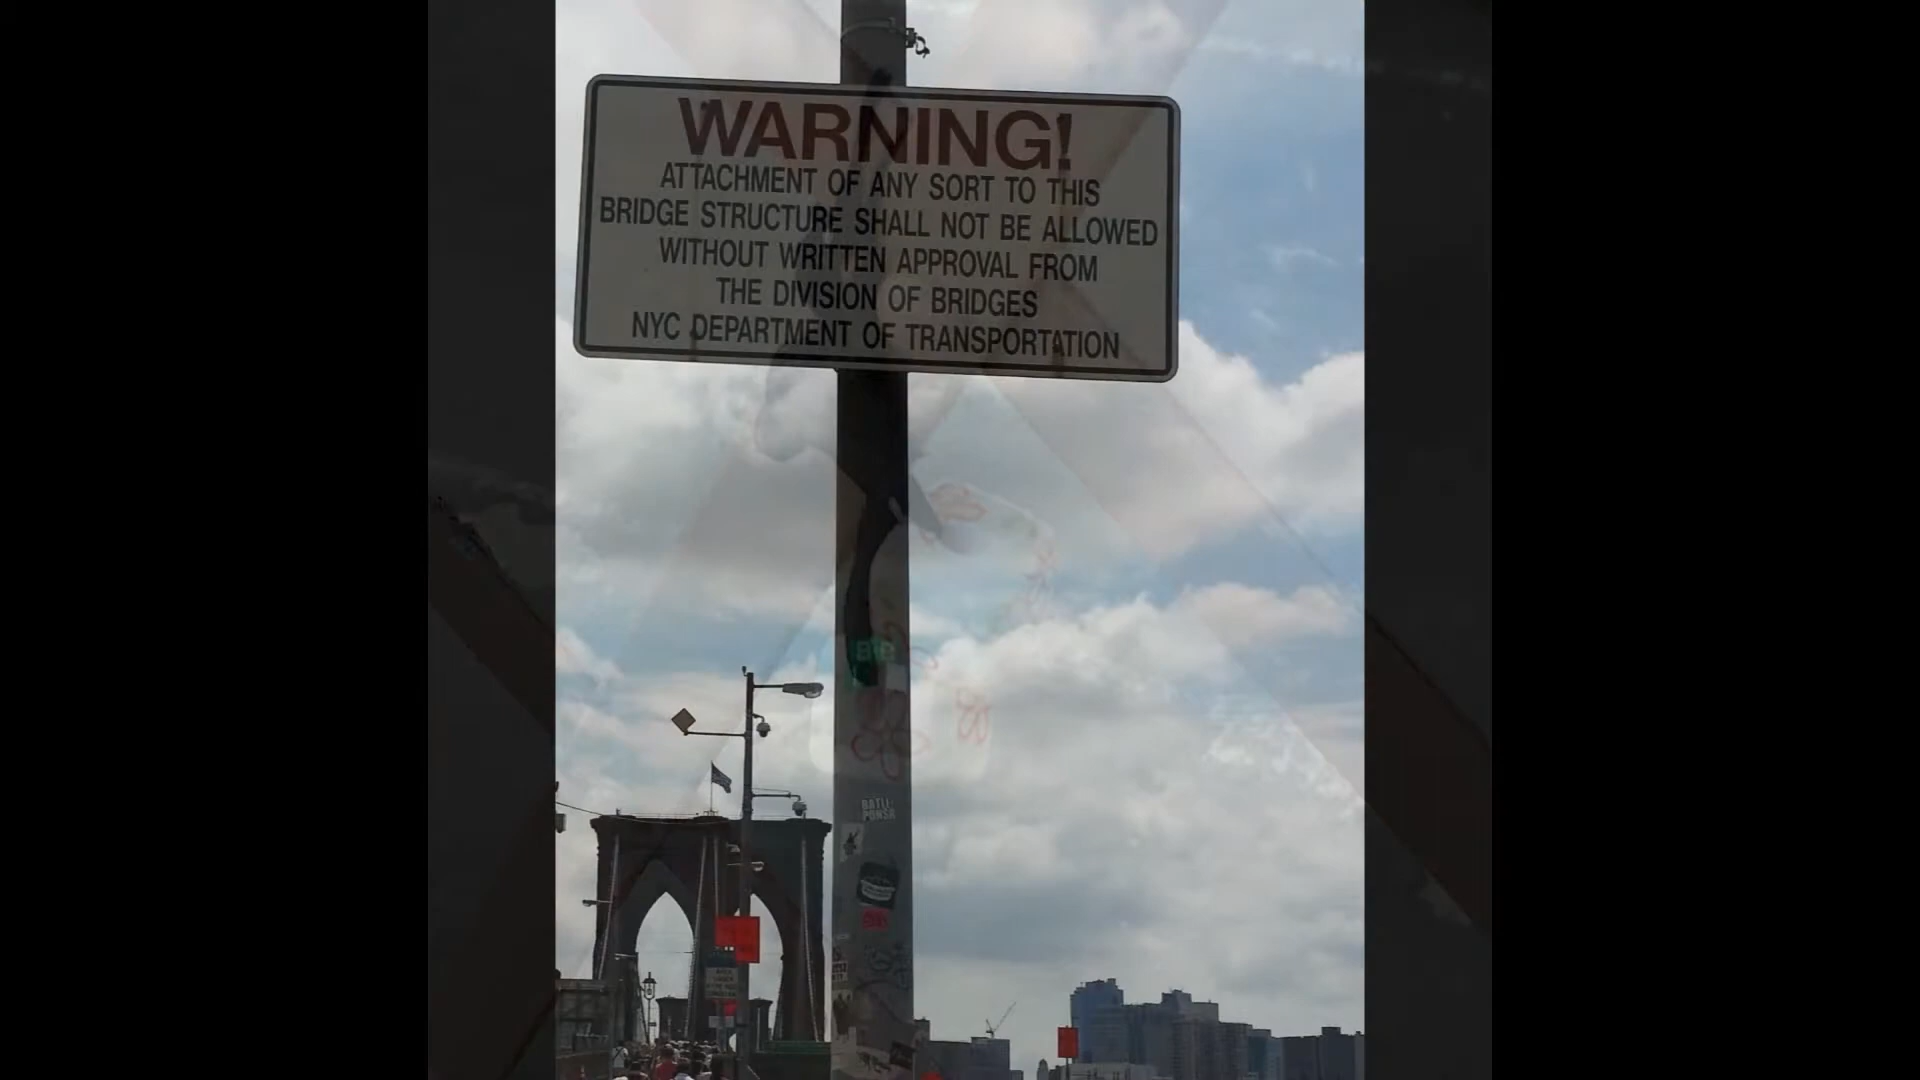 WARNING!
ATTACHMENT OF ANY SORT TO THIS
BRIDGE STRUCTURE SHALL NOT BE ALLOWED
WITHOUT WRITTEN APPROVAL FROM
THE DIVISION OF BRIDGES
NYC DEPARTMENT OF TRANSPORTATION